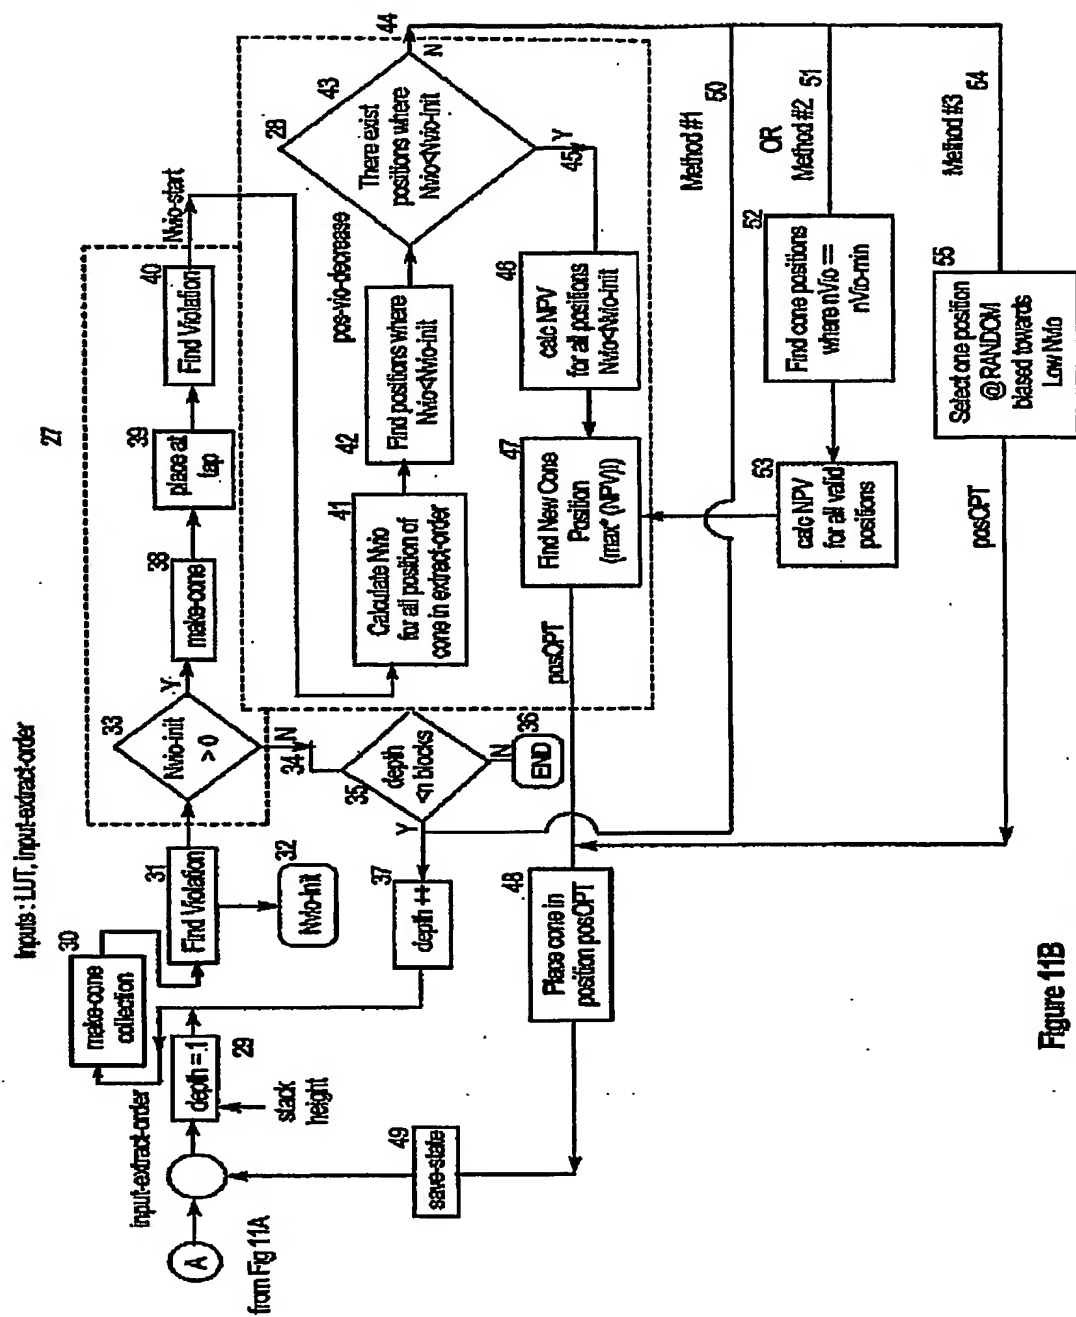 Inputs : LUT, input-extract-order
27
from Fig 11A
A
input-extract-order
depth = 1
29
stack
height
30
make-cone
collection
31
Find Violation
32
Nvio-init
33
Nvio-init
> 0
Y
N
34
35
depth
<n blocks
N
36
END
Y
37
depth ++
38
make-cone
39
place at
tap
40
Find Violation
Nvio-start
41
Calculate Nvio
for all position of
cone in extract-order
42
Find positions where
Nvio<Nvio-init
pos-vio-decrease
28
43
There exist
positions where
Nvio<Nvio-init
N
44
Y
45
46
calc NPV
for all positions
Nvio<Nvio-init
47
Find New Cone
Position
(max* (NPV)!)
posOPT
48
Place cone in
position posOPT
49
save-state
Method #1
50
OR
Method #2
51
52
Find cone positions
where nVio ==
nVio-min
53
calc NPV
for all valid
positions
Method #3
54
55
Select one position
@ RANDOM
biased towards
Low Nvio
posOPT
Figure 11B